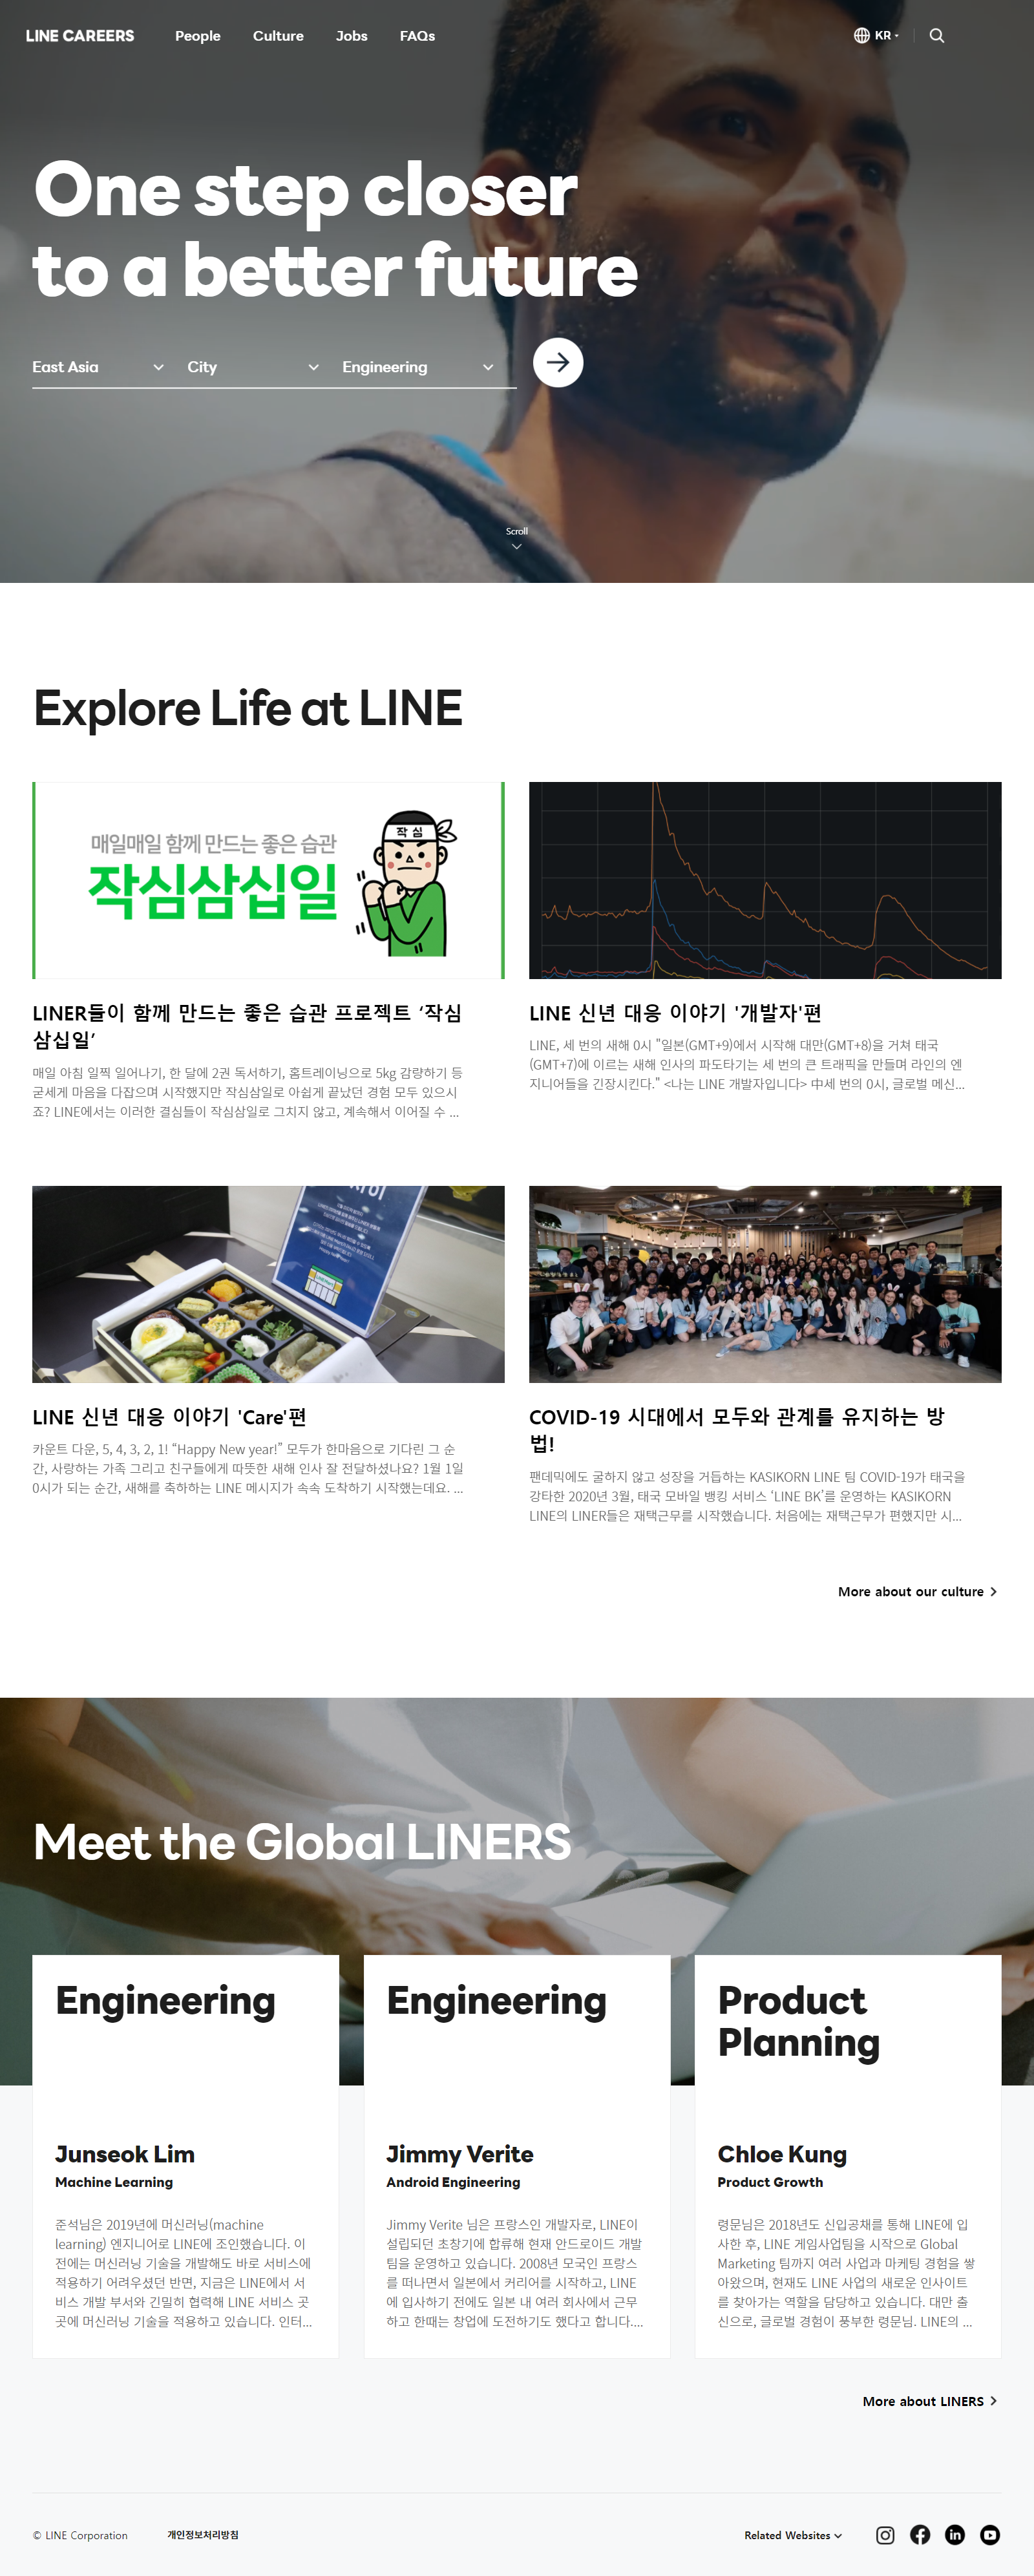 LINE CAREERS
People
Culture
Jobs
FAQs
KR
One step closer
to a better future
East Asia
City
Engineering
Scroll
Explore Life at LINE
매일매일 함께 만드는 좋은 습관
작심삼십일
작심
LINER들이 함께 만드는 좋은 습관 프로젝트 ‘작심
삼십일’
매일 아침 일찍 일어나기, 한 달에 2권 독서하기, 홈트레이닝으로 5kg 감량하기 등
굳세게 마음을 다잡으며 시작했지만 작심삼일로 아쉽게 끝났던 경험 모두 있으시
죠? LINE에서는 이러한 결심들이 작심삼일로 그치지 않고, 계속해서 이어질 수 ...
LINE 신년 대응 이야기 '개발자'편
LINE, 세 번의 새해 0시 "일본(GMT+9)에서 시작해 대만(GMT+8)을 거쳐 태국
(GMT+7)에 이르는 새해 인사의 파도타기는 세 번의 큰 트래픽을 만들며 라인의 엔
지니어들을 긴장시킨다." <나는 LINE 개발자입니다> 中세 번의 0시, 글로벌 메신...
LINE 신년 대응 이야기 'Care'편
카운트 다운, 5, 4, 3, 2, 1! “Happy New year!” 모두가 한마음으로 기다린 그 순
간, 사랑하는 가족 그리고 친구들에게 따뜻한 새해 인사 잘 전달하셨나요? 1월 1일
0시가 되는 순간, 새해를 축하하는 LINE 메시지가 속속 도착하기 시작했는데요. ...
COVID-19 시대에서 모두와 관계를 유지하는 방
법!
팬데믹에도 굴하지 않고 성장을 거듭하는 KASIKORN LINE 팀 COVID-19가 태국을
강타한 2020년 3월, 태국 모바일 뱅킹 서비스 ‘LINE BK’를 운영하는 KASIKORN
LINE의 LINER들은 재택근무를 시작했습니다. 처음에는 재택근무가 편했지만 시...
More about our culture
Meet the Global LINERS
Engineering
Junseok Lim
Machine Learning
준석님은 2019년에 머신러닝(machine
learning) 엔지니어로 LINE에 조인했습니다. 이
전에는 머신러닝 기술을 개발해도 바로 서비스에
적용하기 어려우셨던 반면, 지금은 LINE에서 서
비스 개발 부서와 긴밀히 협력해 LINE 서비스 곳
곳에 머신러닝 기술을 적용하고 있습니다. 인터...
Engineering
Jimmy Verite
Android Engineering
Jimmy Verite 님은 프랑스인 개발자로, LINE이
설립되던 초창기에 합류해 현재 안드로이드 개발
팀을 운영하고 있습니다. 2008년 모국인 프랑스
를 떠나면서 일본에서 커리어를 시작하고, LINE
에 입사하기 전에도 일본 내 여러 회사에서 근무
하고 한때는 창업에 도전하기도 했다고 합니다....
Product
Planning
Chloe Kung
Product Growth
령문님은 2018년도 신입공채를 통해 LINE에 입
사한 후, LINE 게임사업팀을 시작으로 Global
Marketing 팀까지 여러 사업과 마케팅 경험을 쌓
아왔으며, 현재도 LINE 사업의 새로운 인사이트
를 찾아가는 역할을 담당하고 있습니다. 대만 출
신으로, 글로벌 경험이 풍부한 령문님. LINE의 ...
More about LINERS
© LINE Corporation
개인정보처리방침
Related Websites